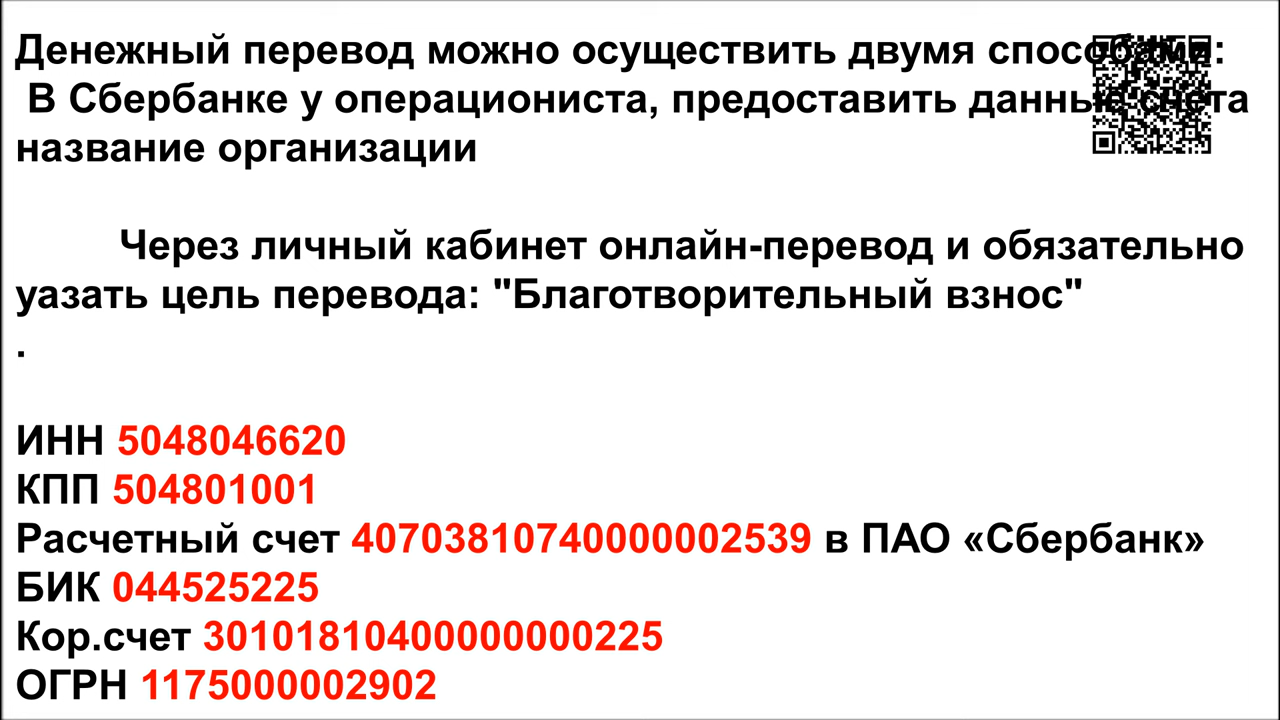 Денежный перевод можно осуществить двумя способами:
В Сбербанке у операциониста, предоставить данные счета
название организации
Через личный кабинет онлайн-перевод и обязательно
уазать цель перевода: "Благотворительный взнос"
.
ИНН 5048046620
КПП 504801001
Расчетный счет 40703810740000002539 в ПАО «Сбербанк»
БИК 044525225
Кор.счет 30101810400000000225
ОГРН 1175000002902